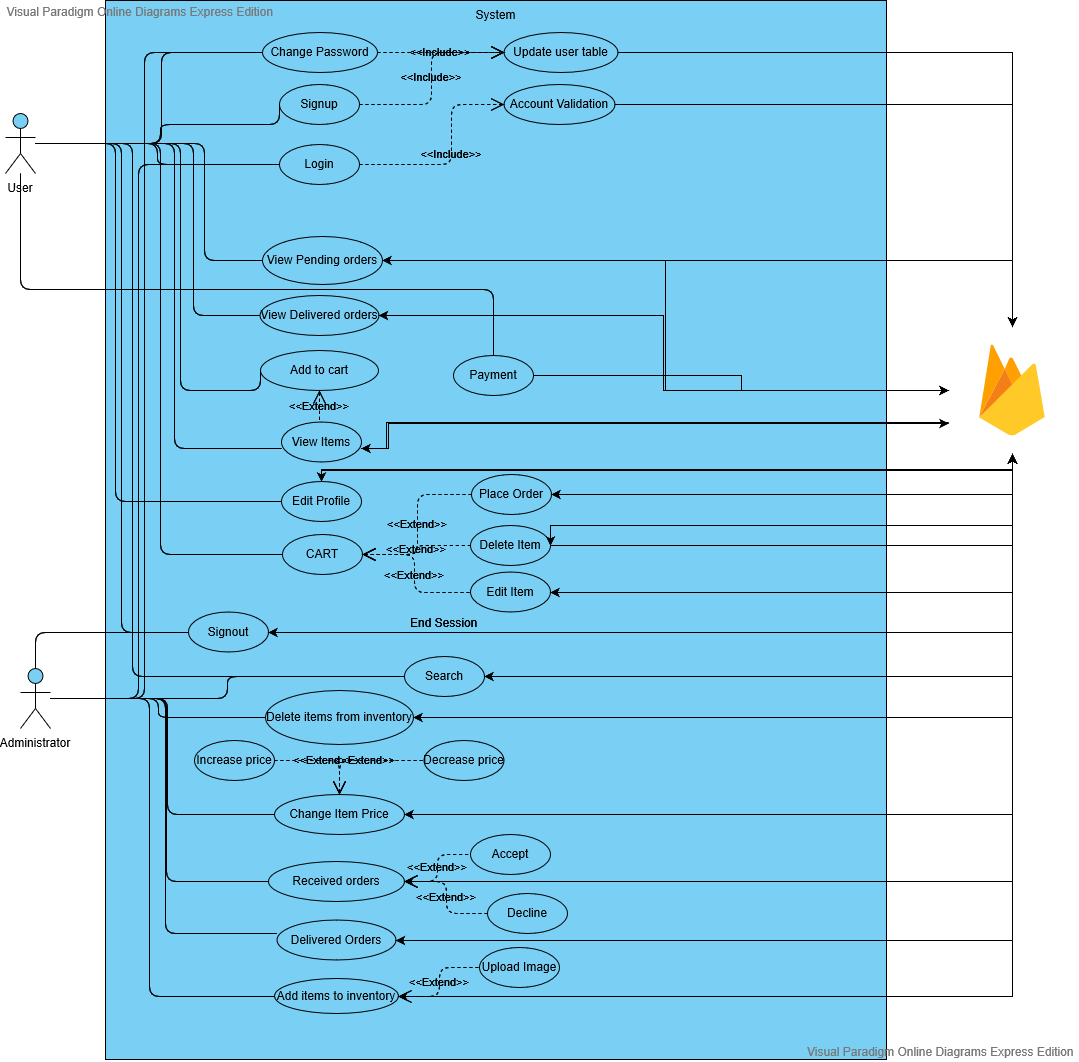 Visual Paradigm Online Diagrams Express Edition
System
Change Password
<<Include>>
Update user table
<<Include>>
Signup
Account Validation
<<Include>>
Login
User
View Pending orders
View Delivered orders
Add to cart
Payment
<<Extend>>
View Items
Edit Profile
Place Order
<<Extend>>
CART
<<Extend>>
Delete Item
<<Extend>>
Edit Item
End Session
Signout
Search
Administrator
Delete items from inventory
Increase price
<<Extend>>
<<Extend>>
Decrease price
Change Item Price
Accept
<<Extend>>
Received orders
<<Extend>>
Decline
Delivered Orders
Upload Image
<<Extend>>
Add items to inventory
Visual Paradigm Online Diagrams Express Edition